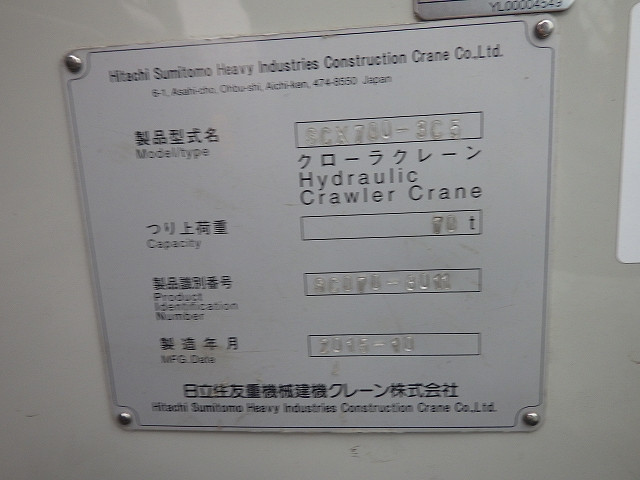 YL00004549
Hitachi Sumitomo Heavy Industries Construction Crane Co.,Ltd.
6-1, Asahi-cho, Ohbu-shi, Aichi-ken, 474-8550 Japan
製品型式名
Model/type
クローラクレーン
Hydraulic
Crawler Crane
つり上荷重
Capacity
70 t
製品識別番号
Product
Identification
Number
製造年月
MFG.Date
日立住友重機械建機クレーン株式会社
Hitachi Sumitomo Heavy Industries Construction Crane Co.,Ltd.